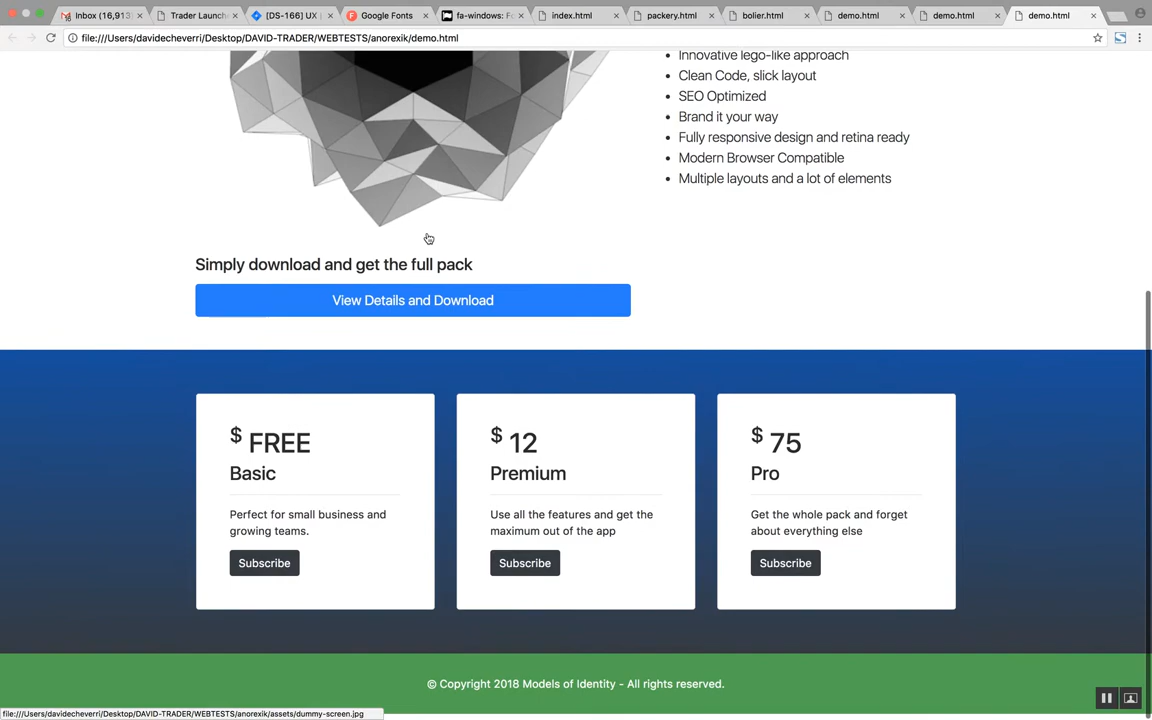 Inbox (16,913)
Trader Launch
[DS-166] UX
Google Fonts
fa-windows: Fo
index.html
packery.html
bolier.html
demo.html
demo.html
demo.html
file:///Users/davidecheverri/Desktop/DAVID-TRADER/WEBTESTS/anorexik/demo.html
Innovative lego-like approach
Clean Code, slick layout
SEO Optimized
Brand it your way
Fully responsive design and retina ready
Modern Browser Compatible
Multiple layouts and a lot of elements
Simply download and get the full pack
View Details and Download
$ FREE
Basic
Perfect for small business and
growing teams.
Subscribe
$ 12
Premium
Use all the features and get the
maximum out of the app
Subscribe
$ 75
Pro
Get the whole pack and forget
about everything else
Subscribe
© Copyright 2018 Models of Identity - All rights reserved.
file:///Users/davidecheverri/Desktop/DAVID-TRADER/WEBTESTS/anorexik/assets/dummy-screen.jpg